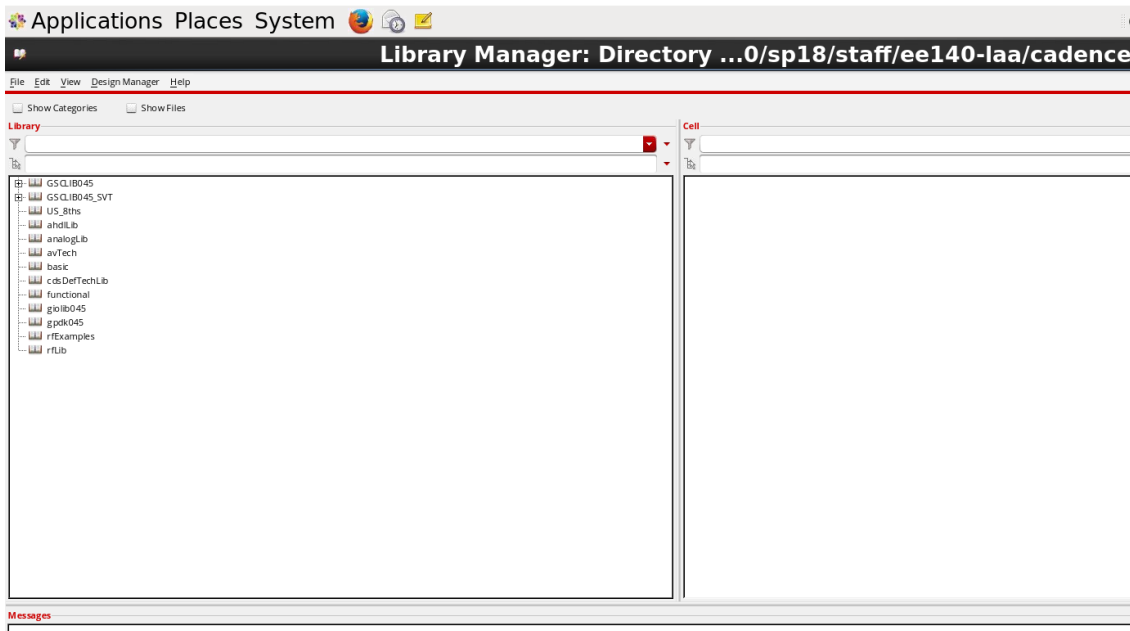 Applications Places System
Library Manager: Directory ...0/sp18/staff/ee140-laa/cadence
File Edit View Design Manager Help
Show Categories Show Files
Library
Cell
GSCLIB045
GSCLIB045_SVT
US_8ths
ahdlLib
analogLib
avTech
basic
cdsDefTechLib
functional
giolib045
gpdk045
rfExamples
rfLib
Messages